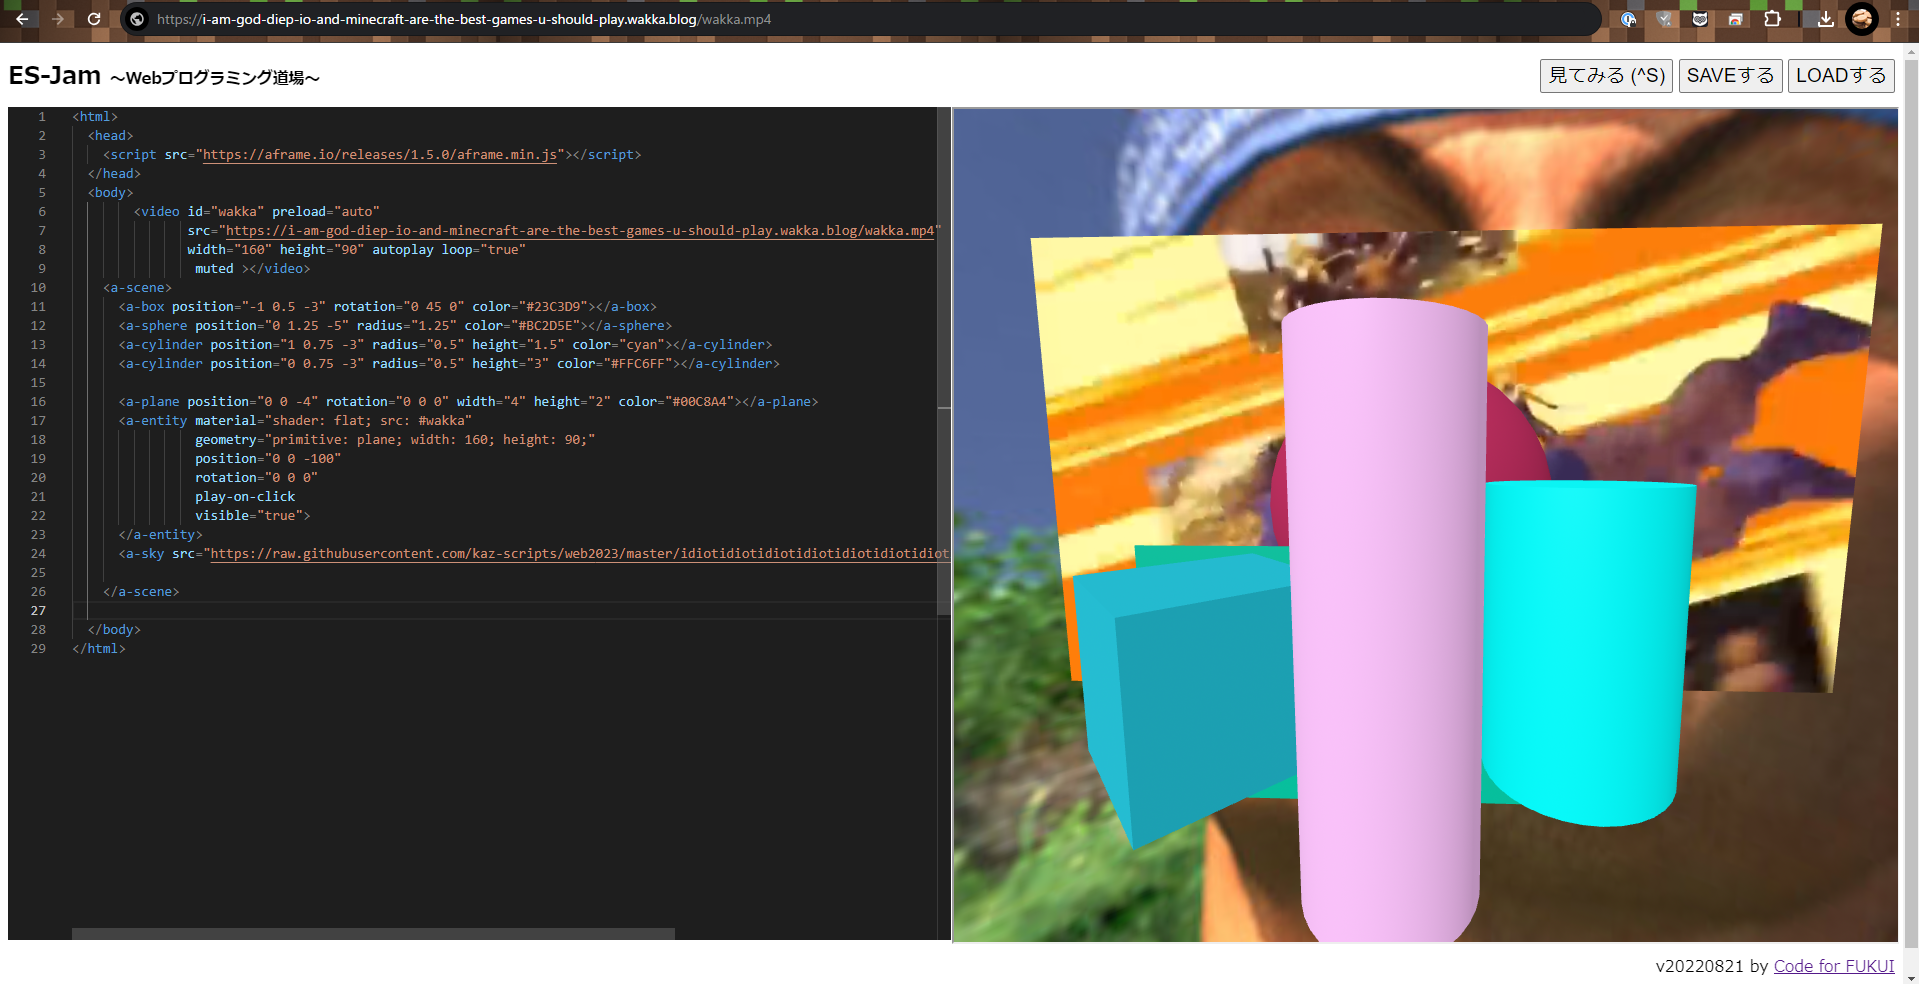 https://i-am-god-diep-io-and-minecraft-are-the-best-games-u-should-play.wakka.blog/wakka.mp4
ES-Jam ～Webプログラミング道場～
見てみる (^S) SAVEする LOADする
1 <html>
2 <head>
3 <script src="https://aframe.io/releases/1.5.0/aframe.min.js"></script>
4 </head>
5 <body>
6 <video id="wakka" preload="auto"
7 src="https://i-am-god-diep-io-and-minecraft-are-the-best-games-u-should-play.wakka.blog/wakka.mp4"
8 width="160" height="90" autoplay loop="true"
9 muted ></video>
10 <a-scene>
11 <a-box position="-1 0.5 -3" rotation="0 45 0" color="#23C3D9"></a-box>
12 <a-sphere position="0 1.25 -5" radius="1.25" color="#BC2D5E"></a-sphere>
13 <a-cylinder position="1 0.75 -3" radius="0.5" height="1.5" color="cyan"></a-cylinder>
14 <a-cylinder position="0 0.75 -3" radius="0.5" height="3" color="#FFC6FF"></a-cylinder>
15
16 <a-plane position="0 0 -4" rotation="0 0 0" width="4" height="2" color="#00C8A4"></a-plane>
17 <a-entity material="shader: flat; src: #wakka"
18 geometry="primitive: plane; width: 160; height: 90;"
19 position="0 0 -100"
20 rotation="0 0 0"
21 play-on-click
22 visible="true">
23 </a-entity>
24 <a-sky src="https://raw.githubusercontent.com/kaz-scripts/web2023/master/idiotidiotidiotidiotidiotidiotidiot
25
26 </a-scene>
27
28 </body>
29 </html>
v20220821 by Code for FUKUI